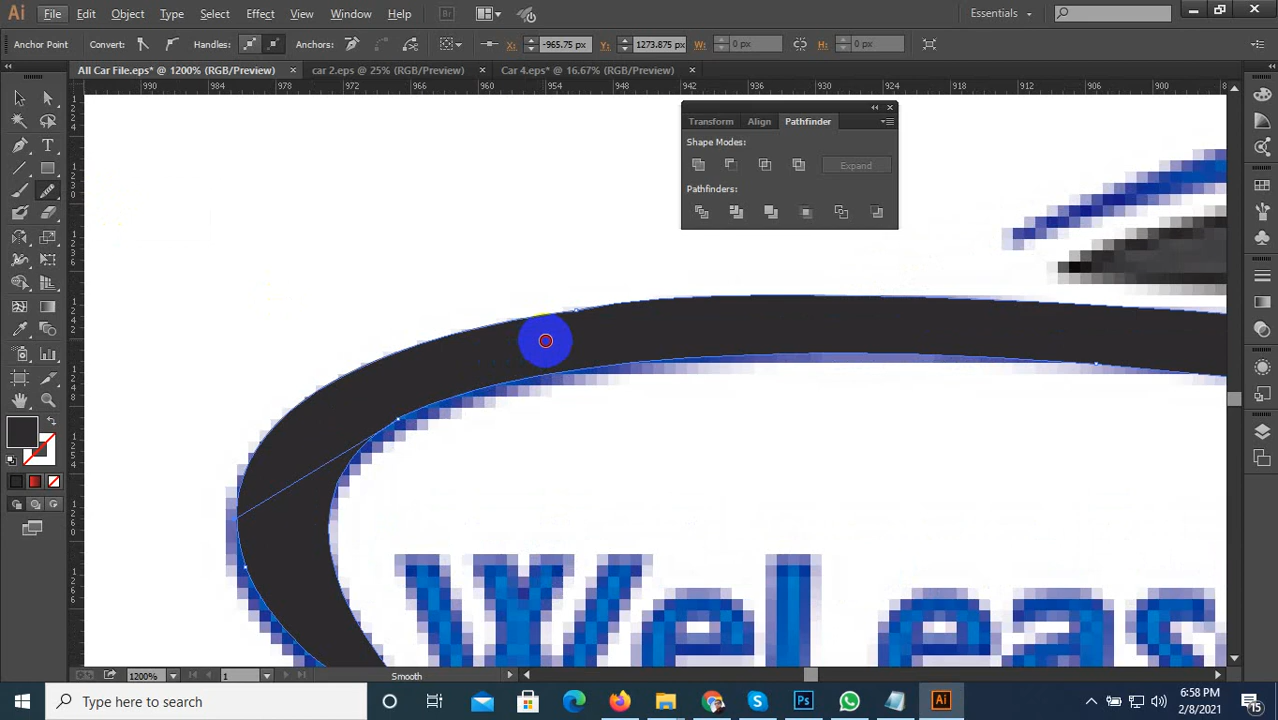 Ai File Edit Object Type Select Effect View Window Help Br Essentials
Anchor Point Convert: Handles: Anchors: X: -965.75 px Y: 1273.875 px W: 0 px H: 0 px
All Car File.eps* @ 1200% (RGB/Preview) × car 2.eps @ 25% (RGB/Preview) × Car 4.eps* @ 16.67% (RGB/Preview) ×
990 984 978 972 966 960 954 948 942 936 930 924 918 912 906 900
Transform Align Pathfinder
Shape Modes:
Expand
Pathfinders:
WeLeas
1200% 1 Smooth
Type here to search
Ps Ai
6:58 PM
2/8/2021
15